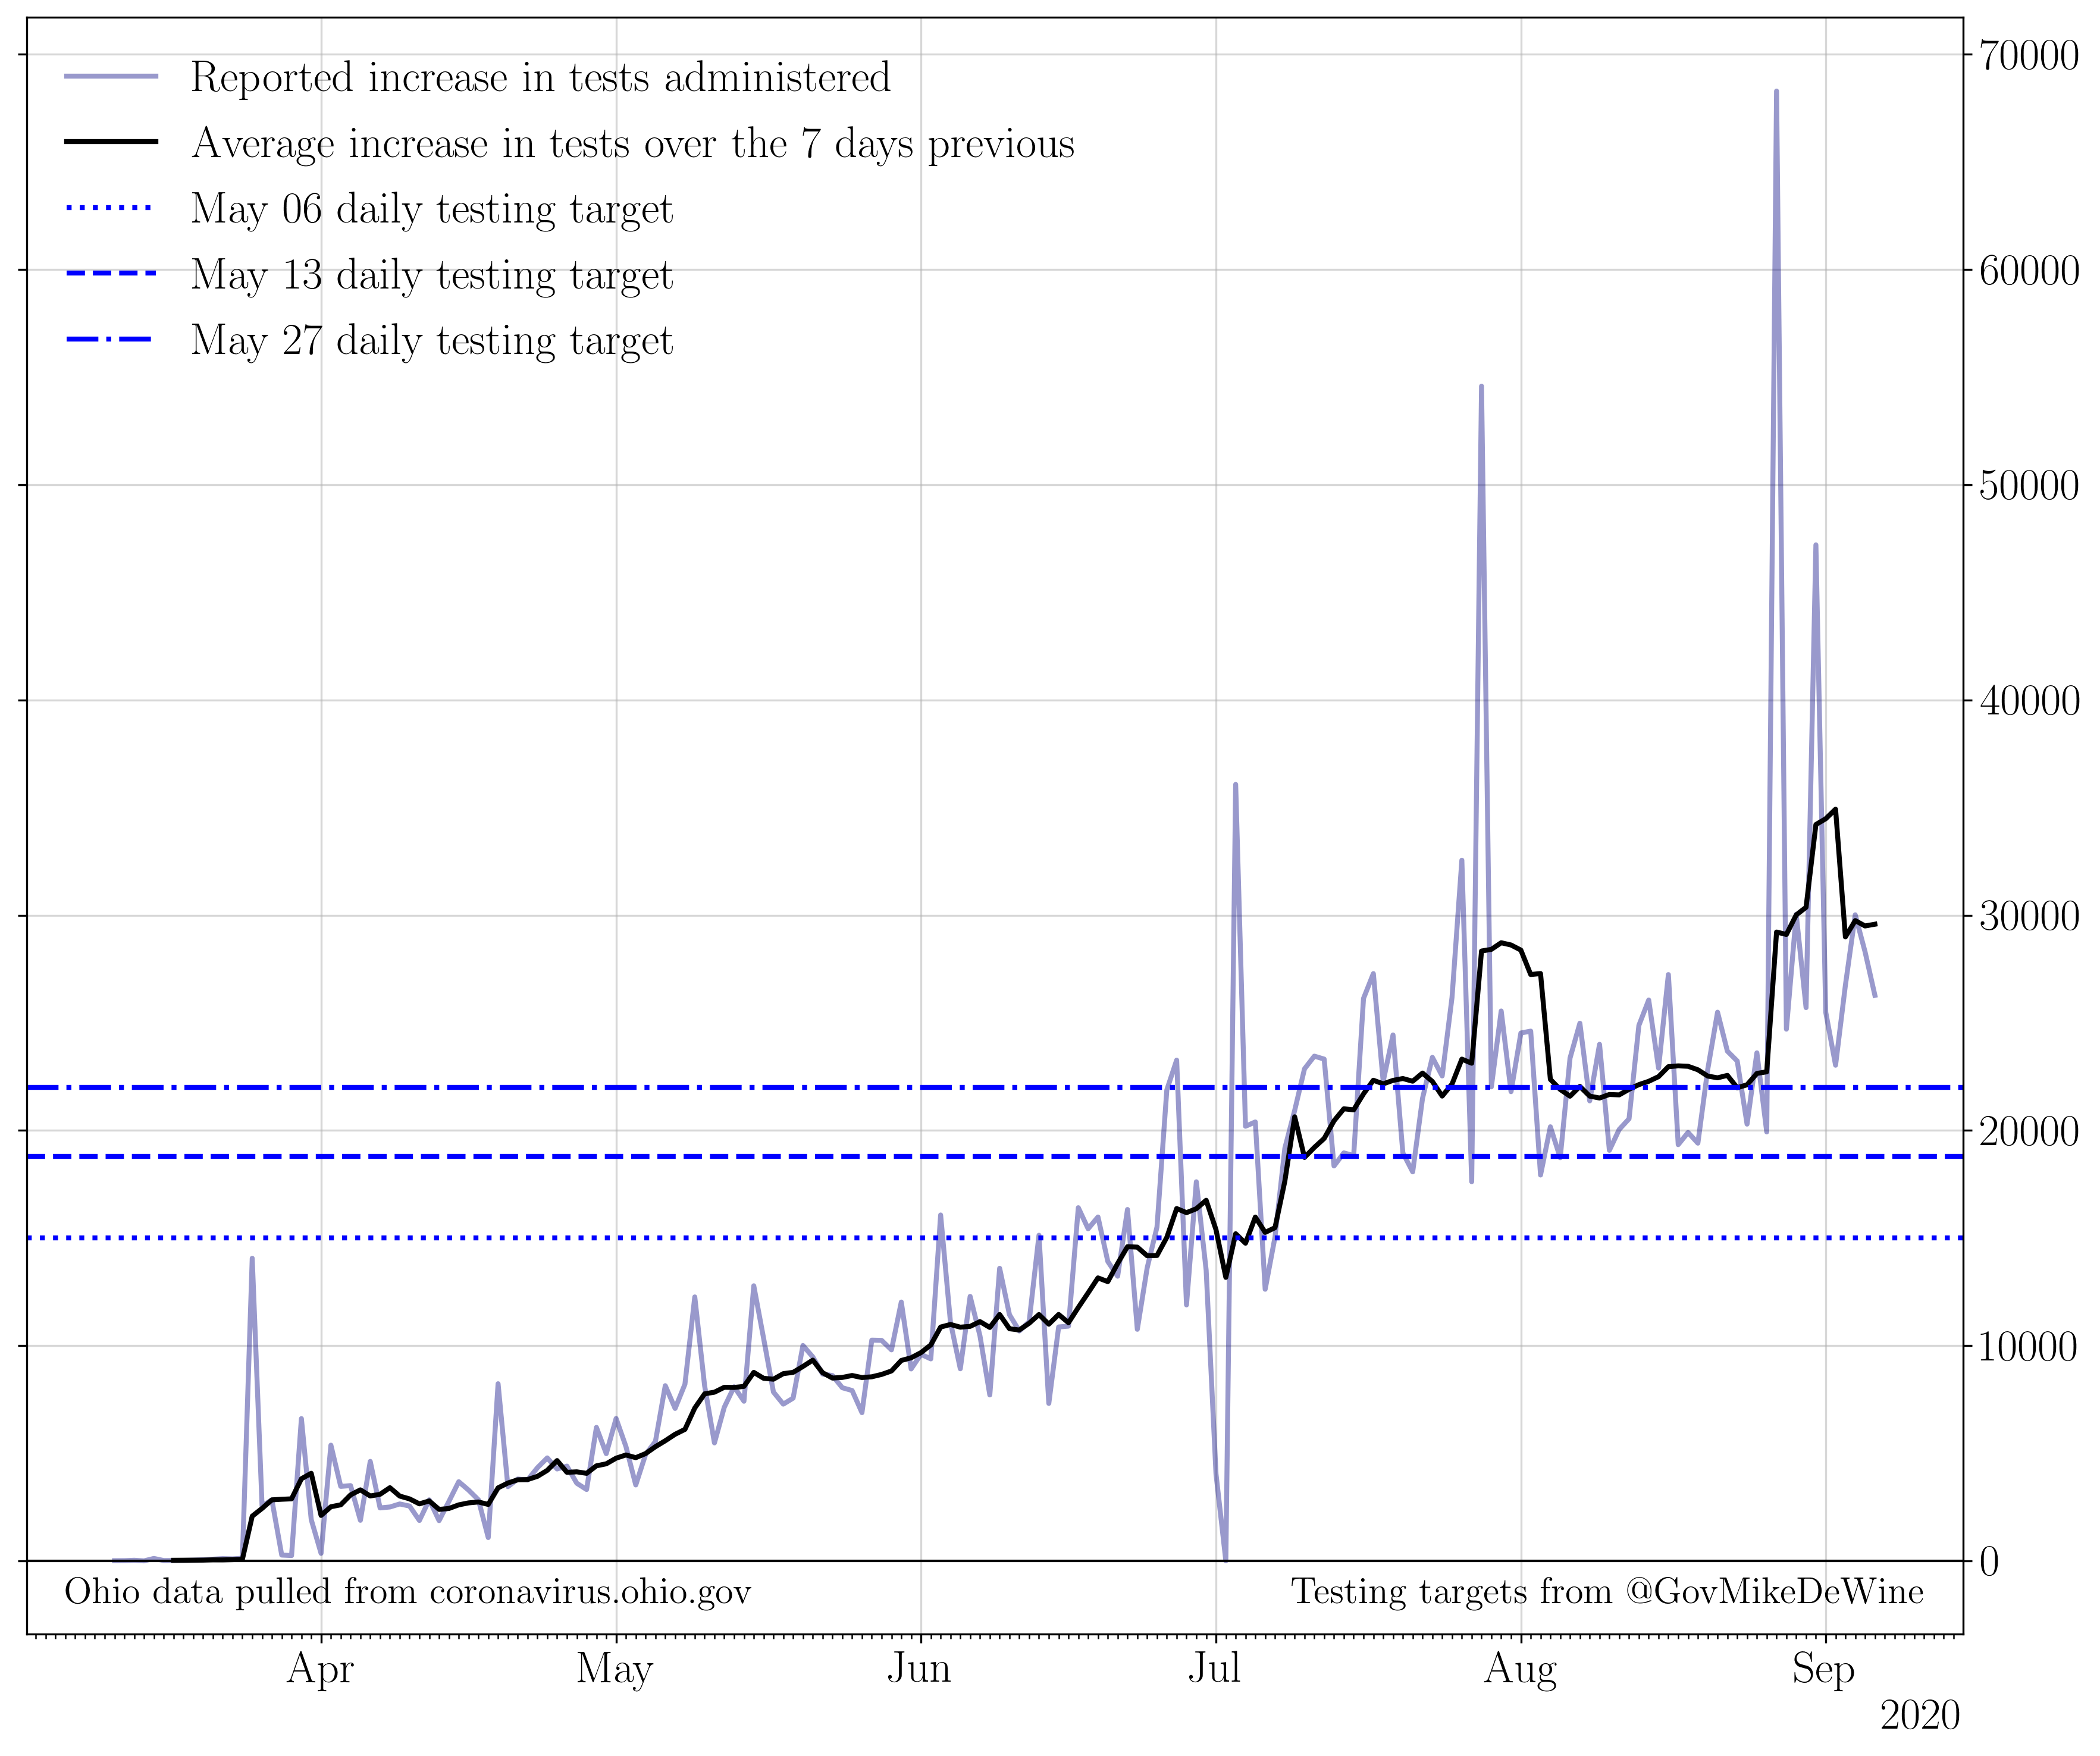 Reported increase in tests administered
Average increase in tests over the 7 days previous
May 06 daily testing target
May 13 daily testing target
May 27 daily testing target
70000
60000
50000
40000
30000
20000
10000
0
Ohio data pulled from coronavirus.ohio.gov
Testing targets from @GovMikeDeWine
Apr
May
Jun
Jul
Aug
Sep
2020